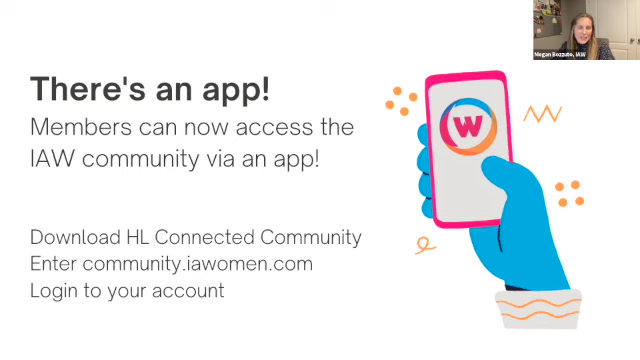 Megan Bozzuto, IAW
There's an app!
Members can now access the
IAW community via an app!
W
Download HL Connected Community
Enter community.iawomen.com
Login to your account